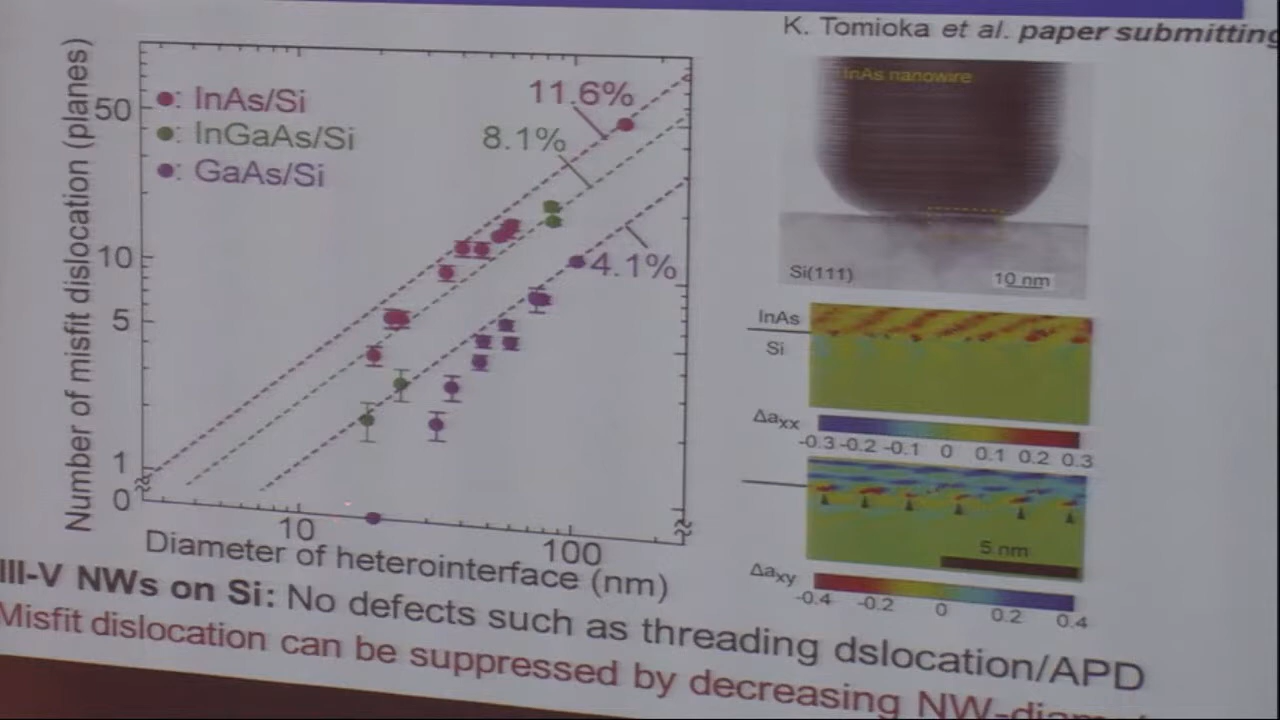 K. Tomioka et al. paper submitting
Number of misfit dislocation (planes)
50
10
5
1
0
●: InAs/Si
●: InGaAs/Si
●: GaAs/Si
11.6%
8.1%
4.1%
10
100
Diameter of heterointerface (nm)
InAs nanowire
Si(111)
10 nm
InAs
Si
Δaxx
-0.3 -0.2 -0.1 0 0.1 0.2 0.3
5 nm
Δaxy
-0.4 -0.2 0 0.2 0.4
III-V NWs on Si: No defects such as threading dslocation/APD
Misfit dislocation can be suppressed by decreasing